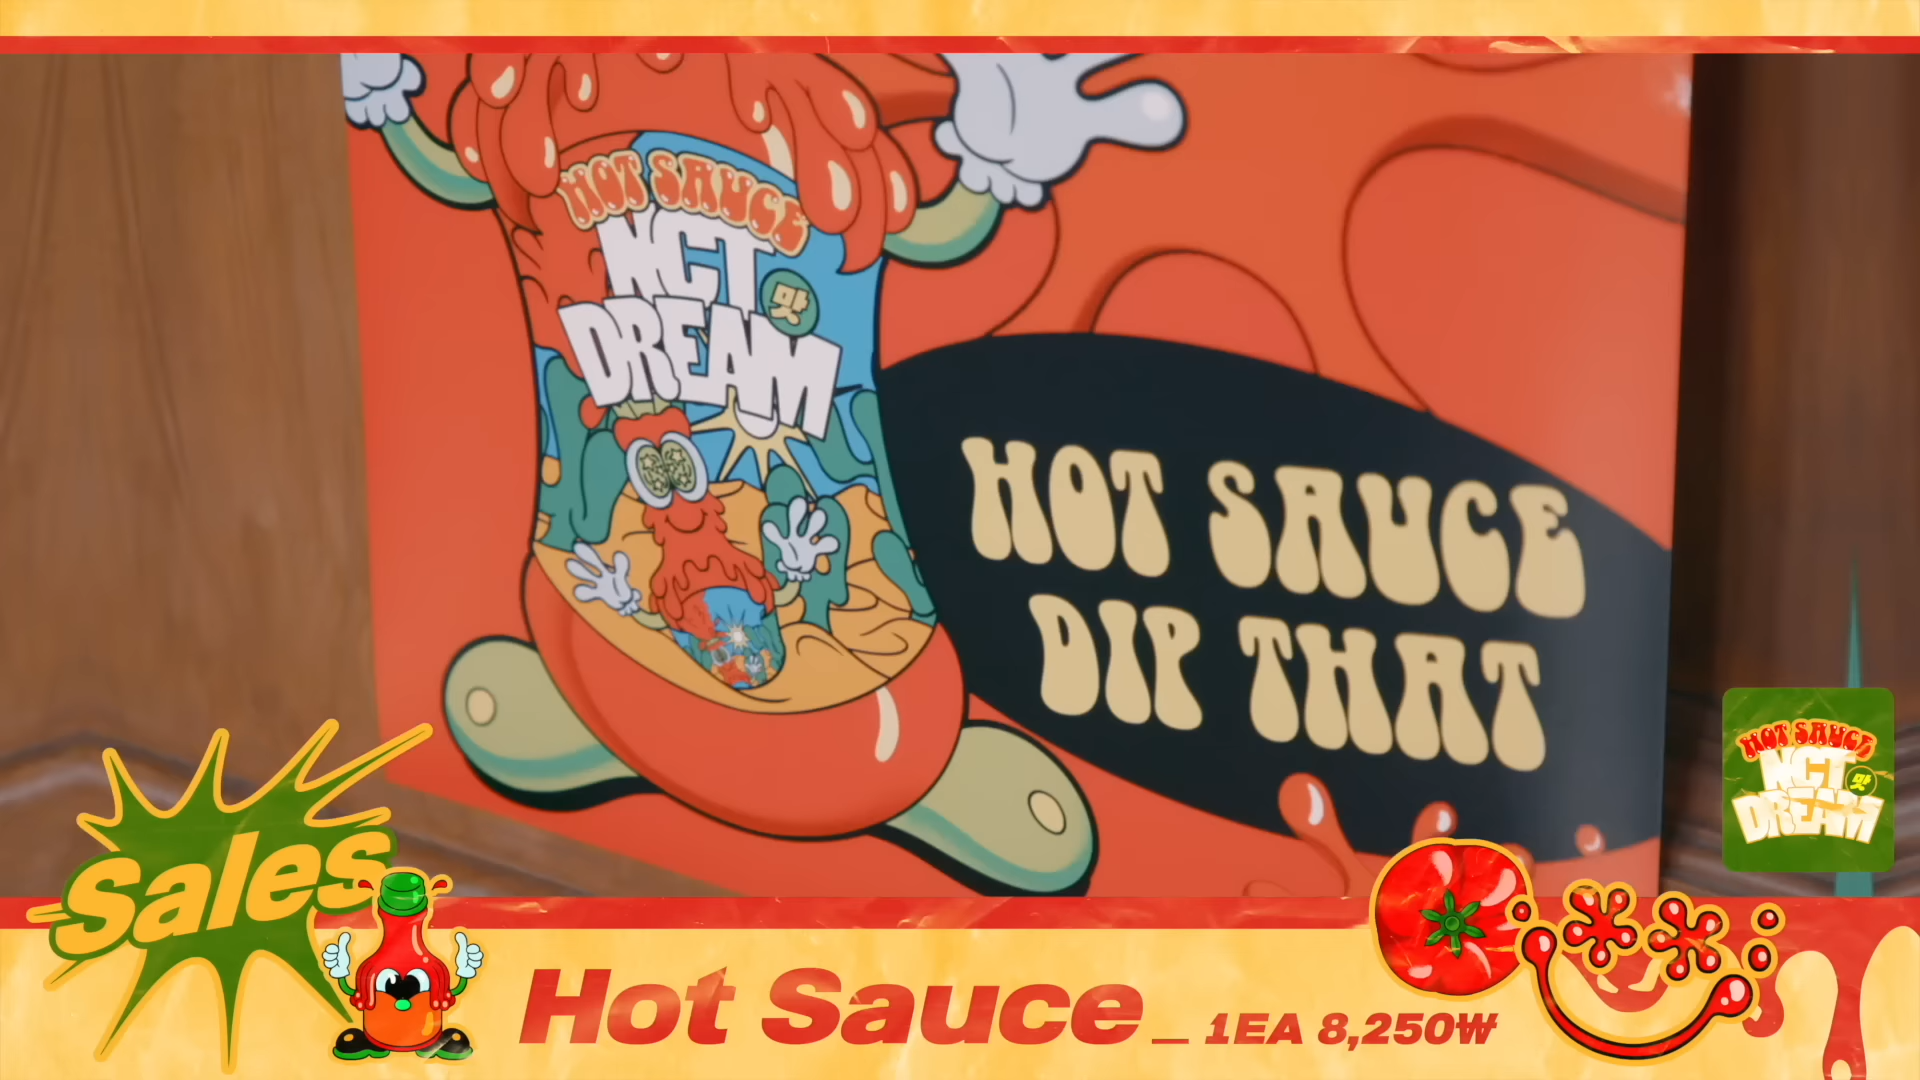 HOT SAUCE
NCT
DREAM
맛
HOT SAUCE
DIP THAT
HOT SAUCE
NCT
맛
DREAM
Sales
Hot Sauce _ 1EA 8,250₩